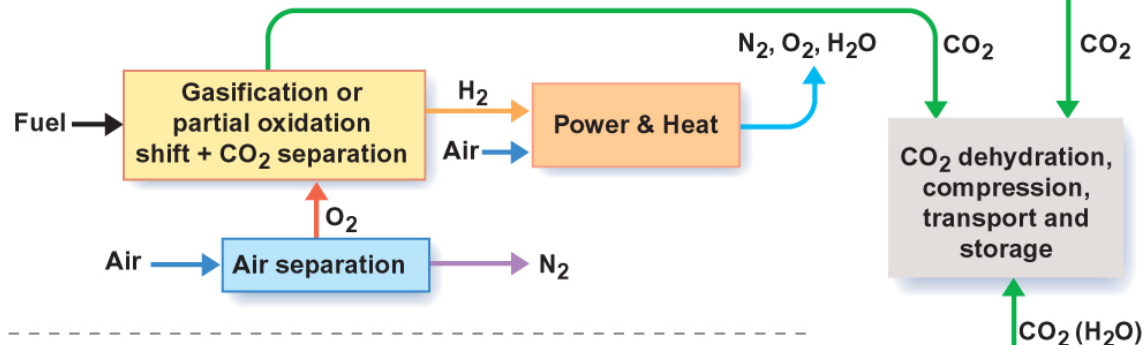 N₂, O₂, H₂O
CO₂
CO₂
Gasification or
partial oxidation
shift + CO₂ separation
Fuel
H₂
Air
Power & Heat
CO₂ dehydration,
compression,
transport and
storage
O₂
Air
Air separation
N₂
CO₂ (H₂O)